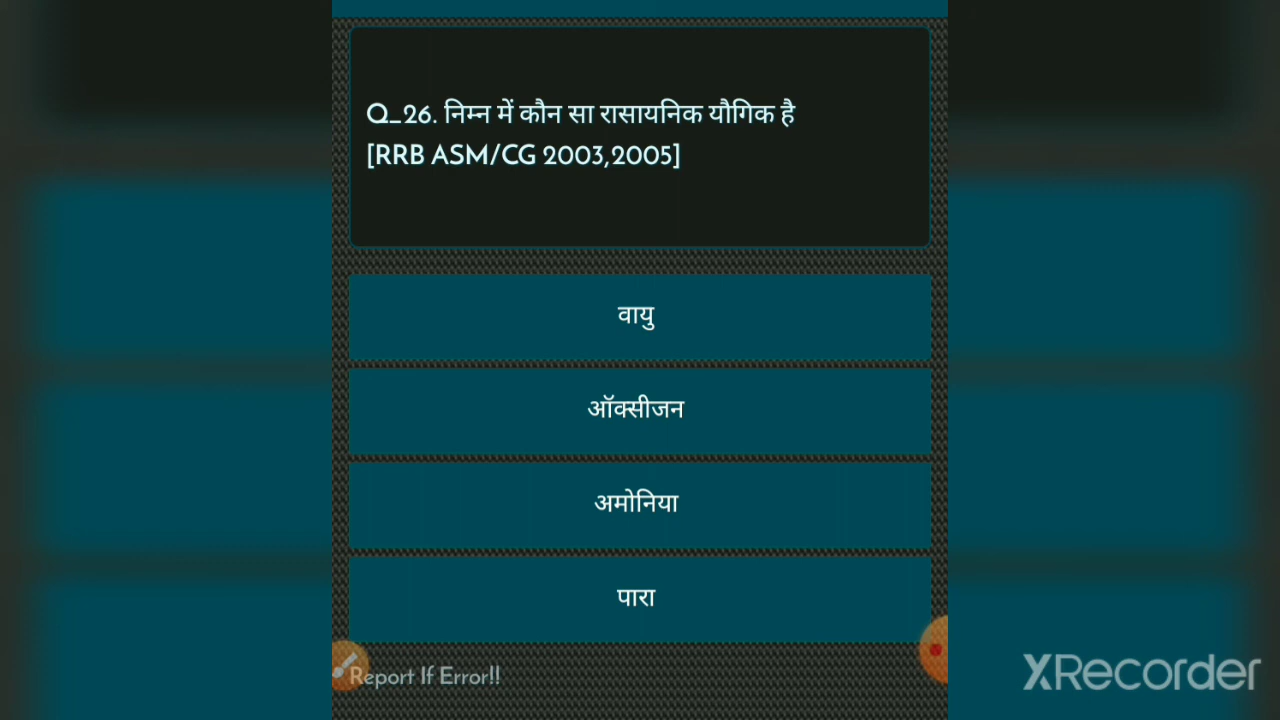 Q_26. निम्न में कौन सा रासायनिक यौगिक है
[RRB ASM/CG 2003,2005]
वायु
ऑक्सीजन
अमोनिया
पारा
Report If Error!!
XRecorder